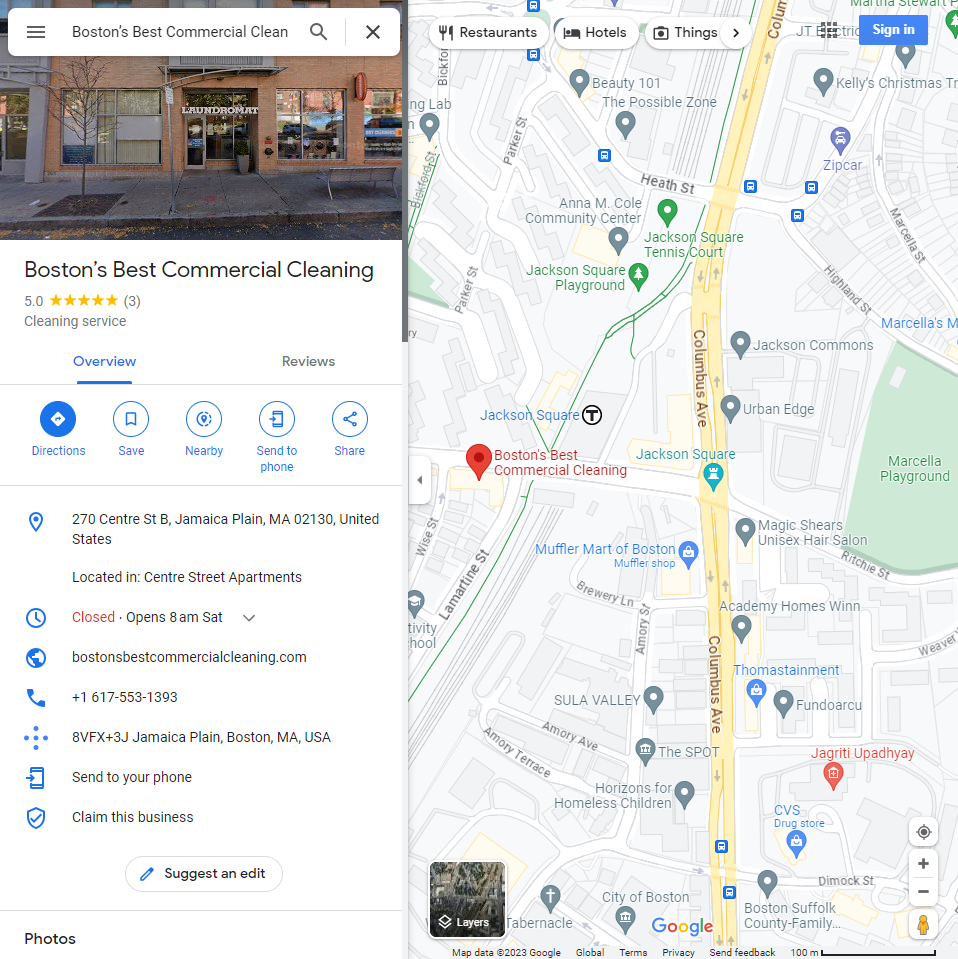 Boston's Best Commercial Clean
LAUNDROMAT
Boston's Best Commercial Cleaning
5.0 (3)
Cleaning service
Overview
Reviews
Directions
Save
Nearby
Send to
phone
Share
270 Centre St B, Jamaica Plain, MA 02130, United
States
Located in: Centre Street Apartments
Closed · Opens 8 am Sat
bostonsbestcommercialcleaning.com
+1 617-553-1393
8VFX+3J Jamaica Plain, Boston, MA, USA
Send to your phone
Claim this business
Suggest an edit
Photos
Restaurants
Hotels
Things
Sign in
Martha Stewart P
JT Electric
Colum
Bickfor
Beauty 101
Kelly's Christmas Tr
The Possible Zone
ng Lab
n
Parker St
Zipcar
Bickford St
Heath St
Anna M. Cole
Community Center
Jackson Square
Tennis Court
Marcella St
Jackson Square
Playground
Parker St
Highland St
Marcella's M
ry
Columbus Ave
Jackson Commons
Urban Edge
Jackson Square
T
Boston's Best
Commercial Cleaning
Jackson Square
Marcella
Playground
Wise St
Magic Shears
Unisex Hair Salon
Muffler Mart of Boston
Muffler shop
Ritchie St
Lamartine St
Brewery Ln
Amory St
Academy Homes Winn
tivity
hool
Weaver
Columbus Ave
Thomastainment
SULA VALLEY
Fundoarcu
Amory Ave
Amory Terrace
The SPOT
Jagriti Upadhyay
Horizons for
Homeless Children
CVS
Drug store
Layers
Tabernacle
City of Boston
Dimock St
Boston Suffolk
County-Family...
Google
Map data ©2023 Google
Global
Terms
Privacy
Send feedback
100 m